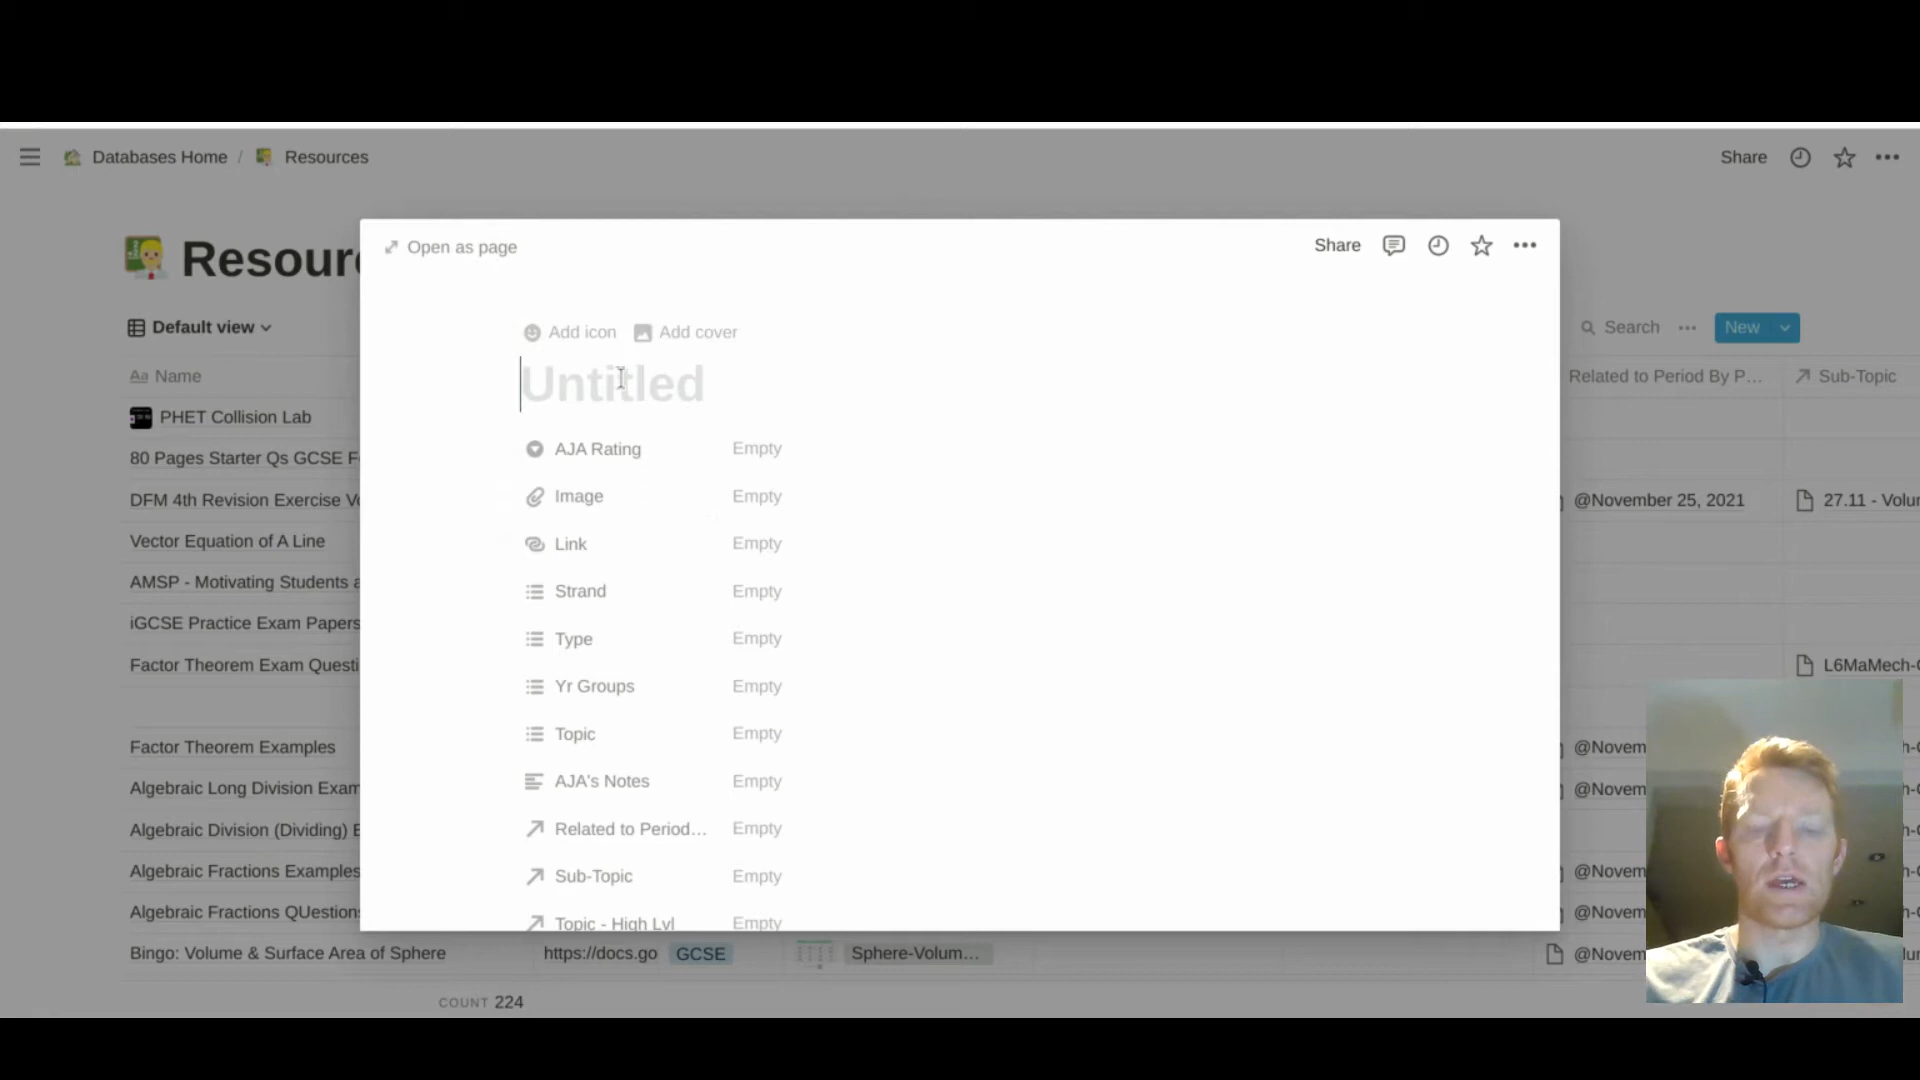 Databases Home / Resources
Share
Open as page
Share
Resour
Add icon Add cover
Default view
Search
New
Untitled
Aa Name
Related to Period By P...
Sub-Topic
PHET Collision Lab
AJA Rating Empty
80 Pages Starter Qs GCSE F
Image Empty
DFM 4th Revision Exercise Vo
@November 25, 2021
27.11 - Volu
Vector Equation of A Line
Link Empty
AMSP - Motivating Students a
Strand Empty
iGCSE Practice Exam Papers
Type Empty
Factor Theorem Exam Questi
L6MaMech-
Yr Groups Empty
Factor Theorem Examples
Topic Empty
@Novem
Algebraic Long Division Exam
AJA's Notes Empty
@Novem
Algebraic Division (Dividing) E
Related to Period... Empty
Algebraic Fractions Examples
Sub-Topic Empty
@Novem
Algebraic Fractions QUestions
Topic - High Lvl Empty
@Novem
Bingo: Volume & Surface Area of Sphere
https://docs.go
GCSE
Sphere-Volum...
@Novem
COUNT 224